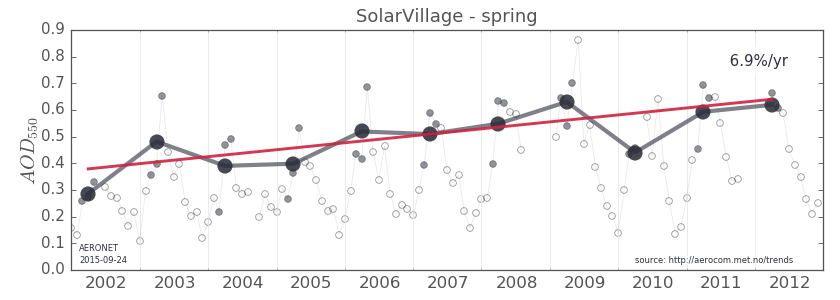 SolarVillage - spring
0.9
0.8
0.7
0.6
0.5
0.4
0.3
0.2
0.1
0.0
AOD550
6.9%/yr
AERONET
2015-09-24
source: http://aerocom.met.no/trends
2002 2003 2004 2005 2006 2007 2008 2009 2010 2011 2012